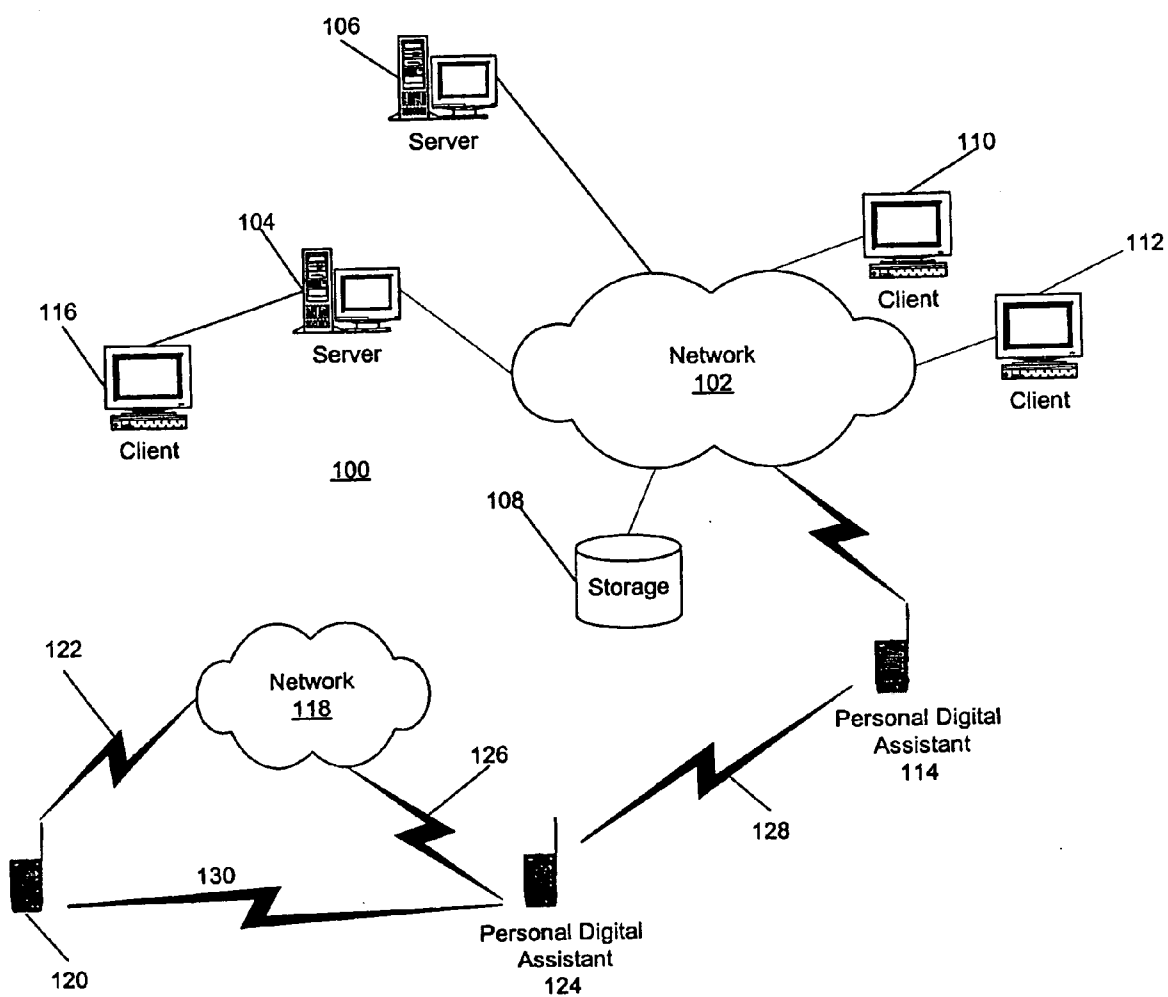 106
Server
110
Client
104
Server
112
Client
116
Client
Network
102
100
108
Storage
122
Network
118
126
Personal Digital
Assistant
114
128
130
120
Personal Digital
Assistant
124